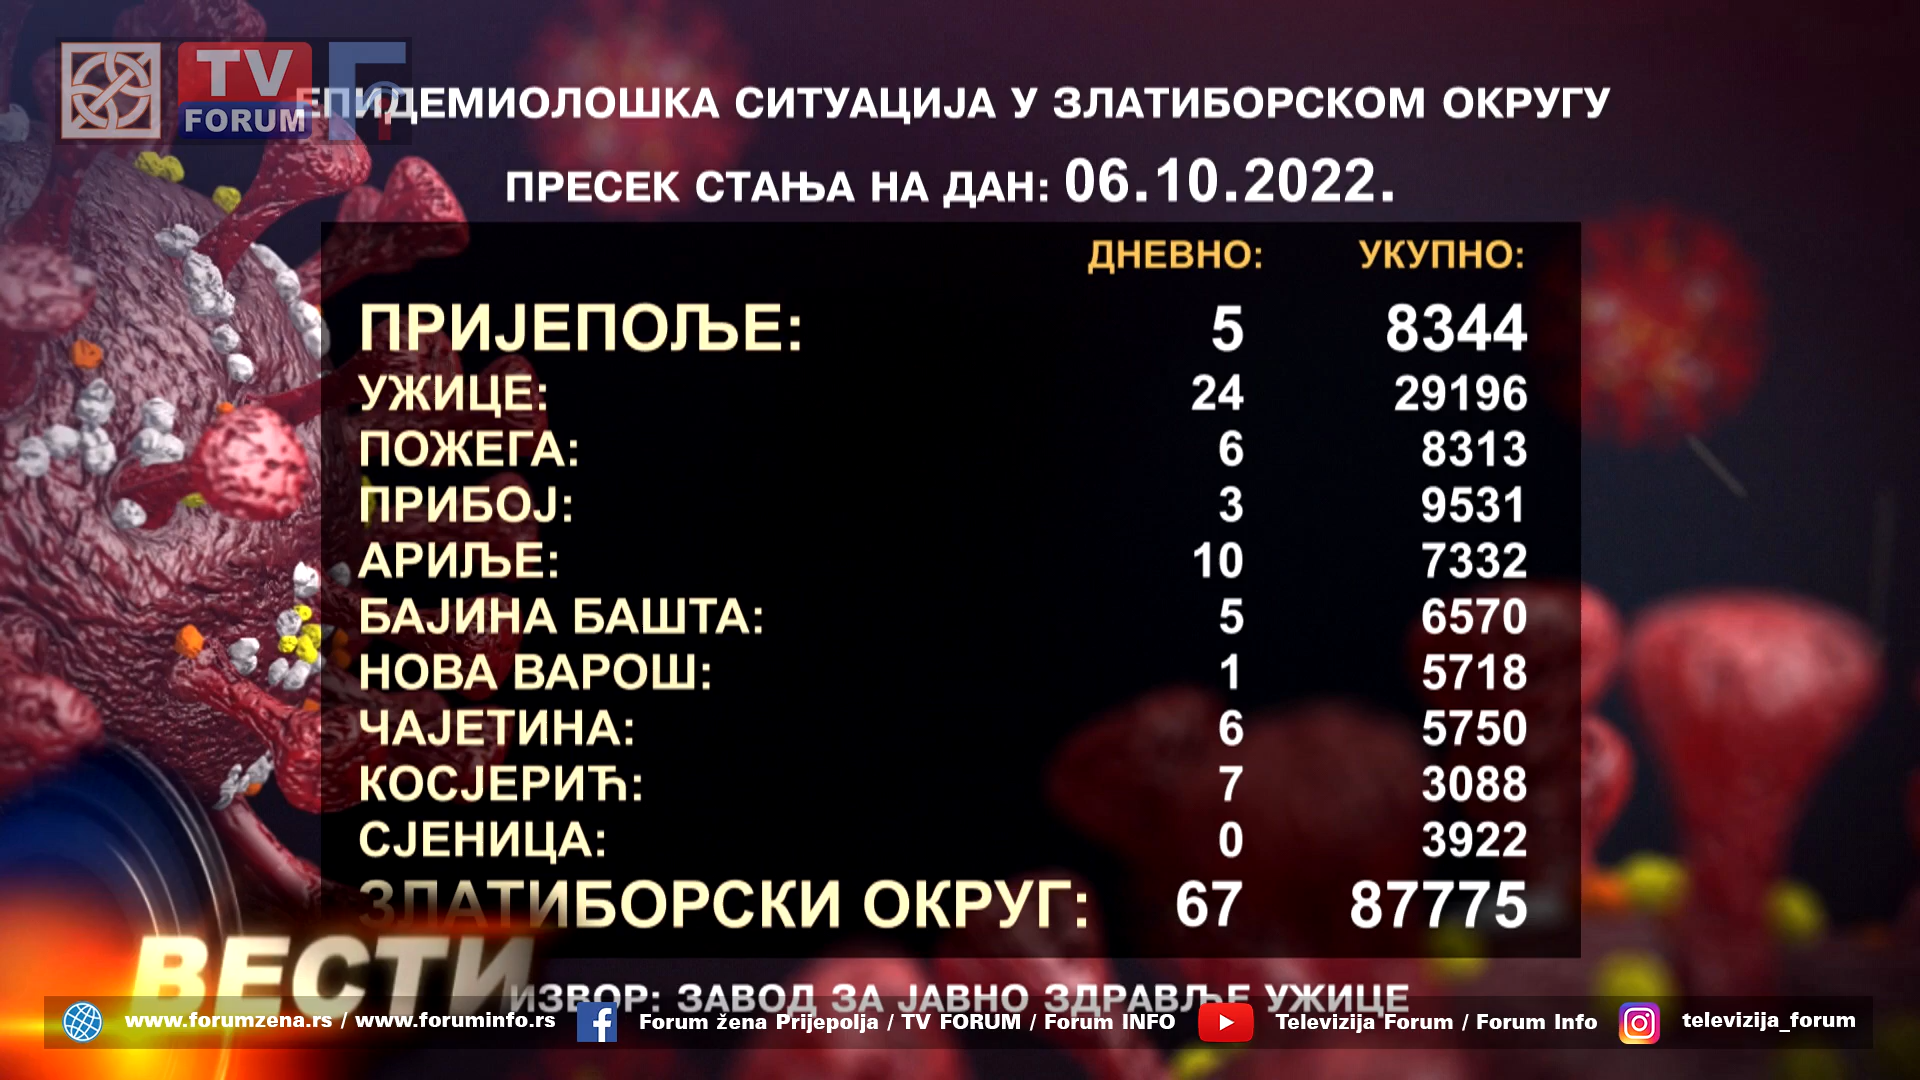 TV
FORUM
ЕПИДЕМИОЛОШКА СИТУАЦИЈА У ЗЛАТИБОРСКОМ ОКРУГУ
ПРЕСЕК СТАЊА НА ДАН: 06.10.2022.
ДНЕВНО: УКУПНО:
ПРИЈЕПОЉЕ: 5 8344
УЖИЦЕ: 24 29196
ПОЖЕГА: 6 8313
ПРИБОЈ: 3 9531
АРИЉЕ: 10 7332
БАЈИНА БАШТА: 5 6570
НОВА ВАРОШ: 1 5718
ЧАЈЕТИНА: 6 5750
КОСЈЕРИЋ: 7 3088
СЈЕНИЦА: 0 3922
ЗЛАТИБОРСКИ ОКРУГ: 67 87775
ВЕСТИ
ИЗВОР: ЗАВОД ЗА ЈАВНО ЗДРАВЉЕ УЖИЦЕ
www.forumzena.rs / www.foruminfo.rs Forum žena Prijepolja / TV FORUM / Forum INFO Televizija Forum / Forum Info televizija_forum